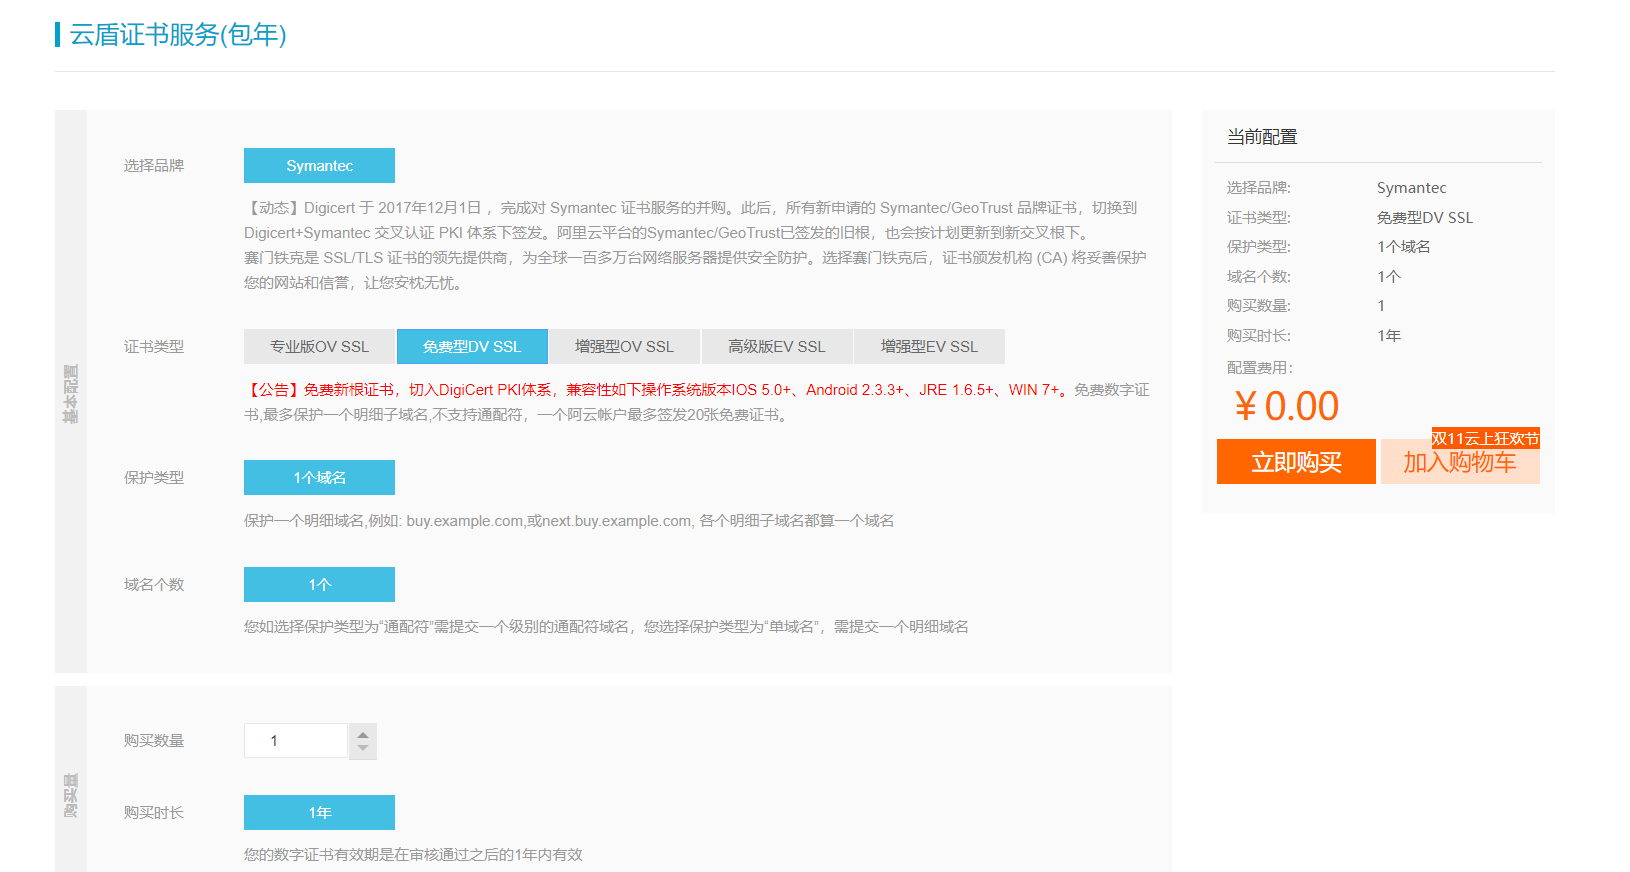 云盾证书服务(包年)
基本配置
选择品牌
Symantec
【动态】Digicert 于 2017年12月1日 ，完成对 Symantec 证书服务的并购。此后，所有新申请的 Symantec/GeoTrust 品牌证书，切换到
Digicert+Symantec 交叉认证 PKI 体系下签发。阿里云平台的Symantec/GeoTrust已签发的旧根，也会按计划更新到新交叉根下。
赛门铁克是 SSL/TLS 证书的领先提供商，为全球一百多万台网络服务器提供安全防护。选择赛门铁克后，证书颁发机构 (CA) 将妥善保护
您的网站和信誉，让您安枕无忧。
证书类型
专业版OV SSL
免费型DV SSL
增强型OV SSL
高级版EV SSL
增强型EV SSL
【公告】免费新根证书，切入DigiCert PKI体系，兼容性如下操作系统版本IOS 5.0+、Android 2.3.3+、JRE 1.6.5+、WIN 7+。免费数字证
书,最多保护一个明细子域名,不支持通配符，一个阿云帐户最多签发20张免费证书。
保护类型
1个域名
保护一个明细域名,例如: buy.example.com,或next.buy.example.com, 各个明细子域名都算一个域名
域名个数
1个
您如选择保护类型为“通配符”需提交一个级别的通配符域名，您选择保护类型为“单域名”，需提交一个明细域名
购买量
购买数量
1
购买时长
1年
您的数字证书有效期是在审核通过之后的1年内有效
当前配置
选择品牌: Symantec
证书类型: 免费型DV SSL
保护类型: 1个域名
域名个数: 1个
购买数量: 1
购买时长: 1年
配置费用:
¥ 0.00
双11云上狂欢节
立即购买
加入购物车